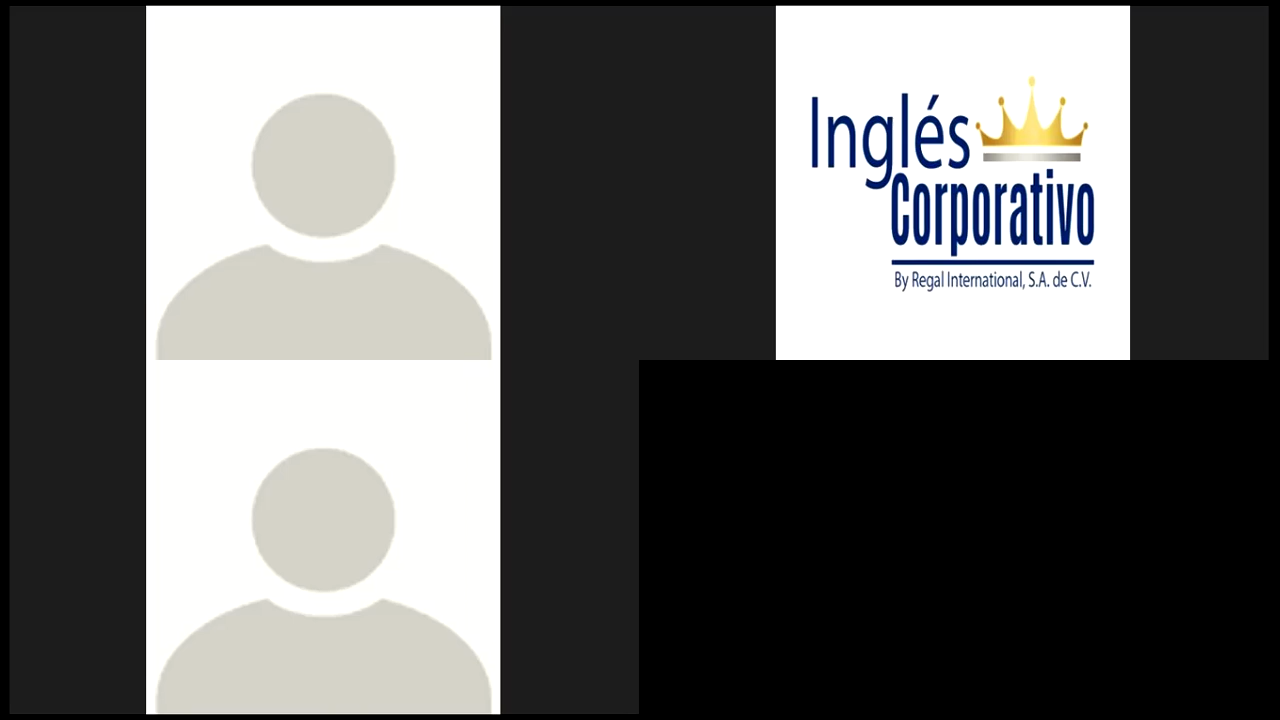 Inglés
Corporativo
By Regal International, S.A. de C.V.